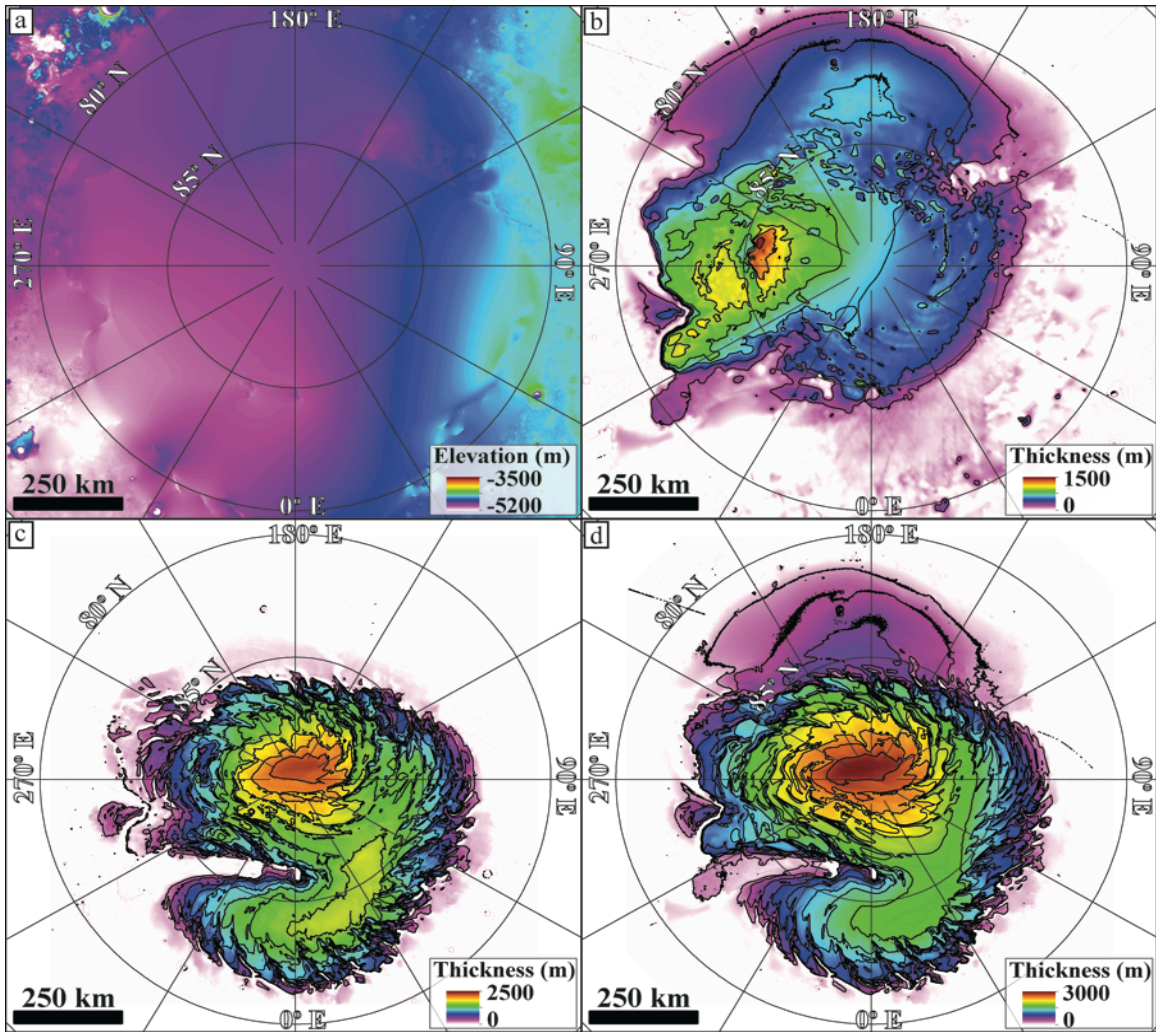 a
180° E
80° N
85° N
270° E
90° E
0° E
Elevation (m)
-3500
-5200
250 km
b
180° E
80° N
85° N
270° E
90° E
0° E
Thickness (m)
1500
0
250 km
c
180° E
80° N
85° N
270° E
90° E
0° E
Thickness (m)
2500
0
250 km
d
180° E
80° N
85° N
270° E
90° E
0° E
Thickness (m)
3000
0
250 km